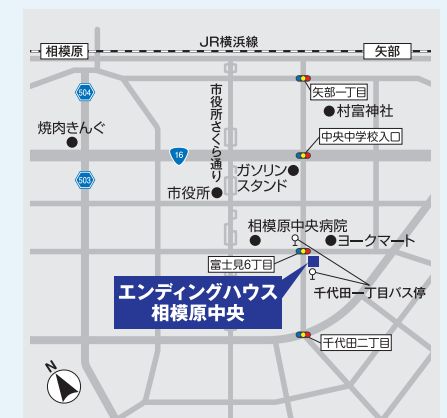 JR横浜線
相模原
矢部
504
矢部一丁目
村富神社
市役所さくら通り
焼肉きんぐ
中央中学校入口
16
ガソリン
スタンド
503
市役所
相模原中央病院
ヨークマート
富士見6丁目
エンディングハウス
相模原中央
千代田一丁目バス停
千代田二丁目
N